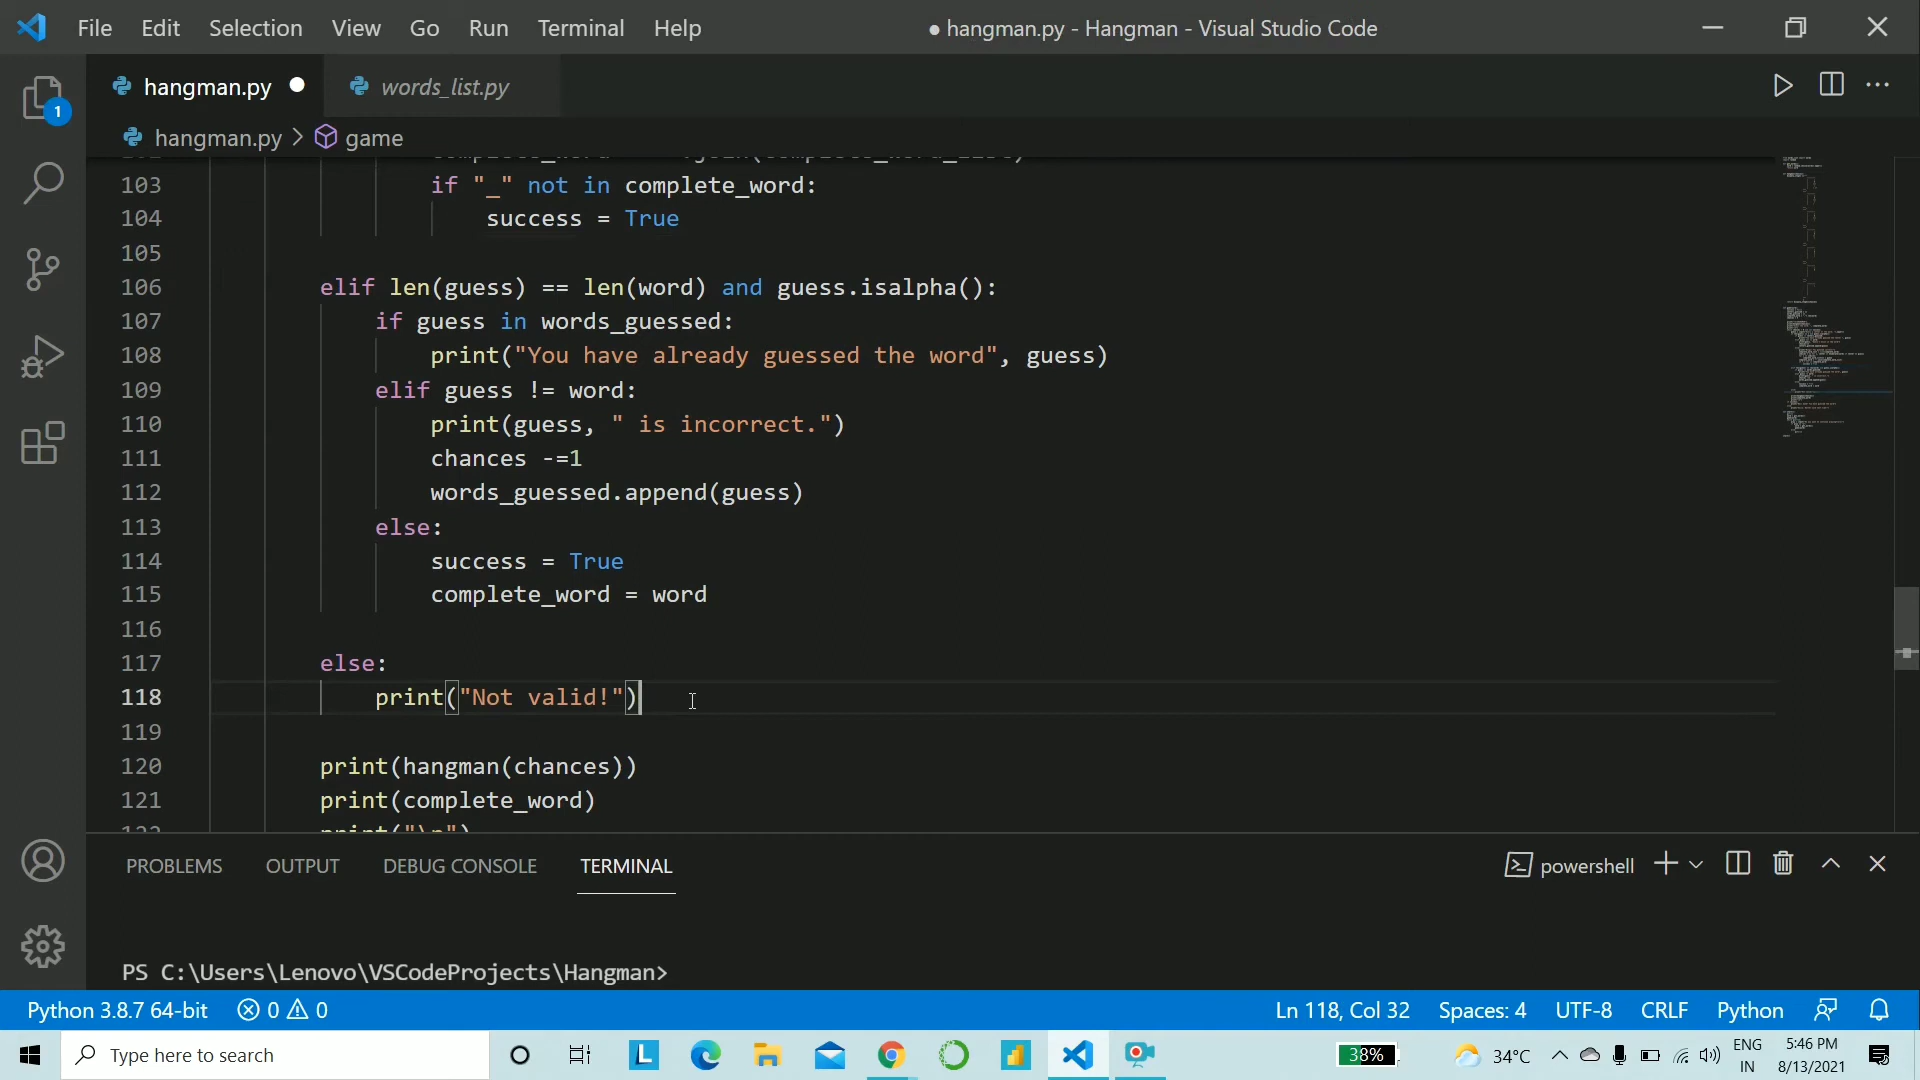 File Edit Selection View Go Run Terminal Help
● hangman.py - Hangman - Visual Studio Code
hangman.py ● words_list.py
1
hangman.py > game
103 if "_" not in complete_word:
104 success = True
105
106 elif len(guess) == len(word) and guess.isalpha():
107 if guess in words_guessed:
108 print("You have already guessed the word", guess)
109 elif guess != word:
110 print(guess, " is incorrect.")
111 chances -=1
112 words_guessed.append(guess)
113 else:
114 success = True
115 complete_word = word
116
117 else:
118 print("Not valid!")
119
120 print(hangman(chances))
121 print(complete_word)
PROBLEMS OUTPUT DEBUG CONSOLE TERMINAL
powershell
PS C:\Users\Lenovo\VSCodeProjects\Hangman>
Python 3.8.7 64-bit 0 0
Ln 118, Col 32 Spaces: 4 UTF-8 CRLF Python
Type here to search
38%
34°C
ENG
IN
5:46 PM
8/13/2021